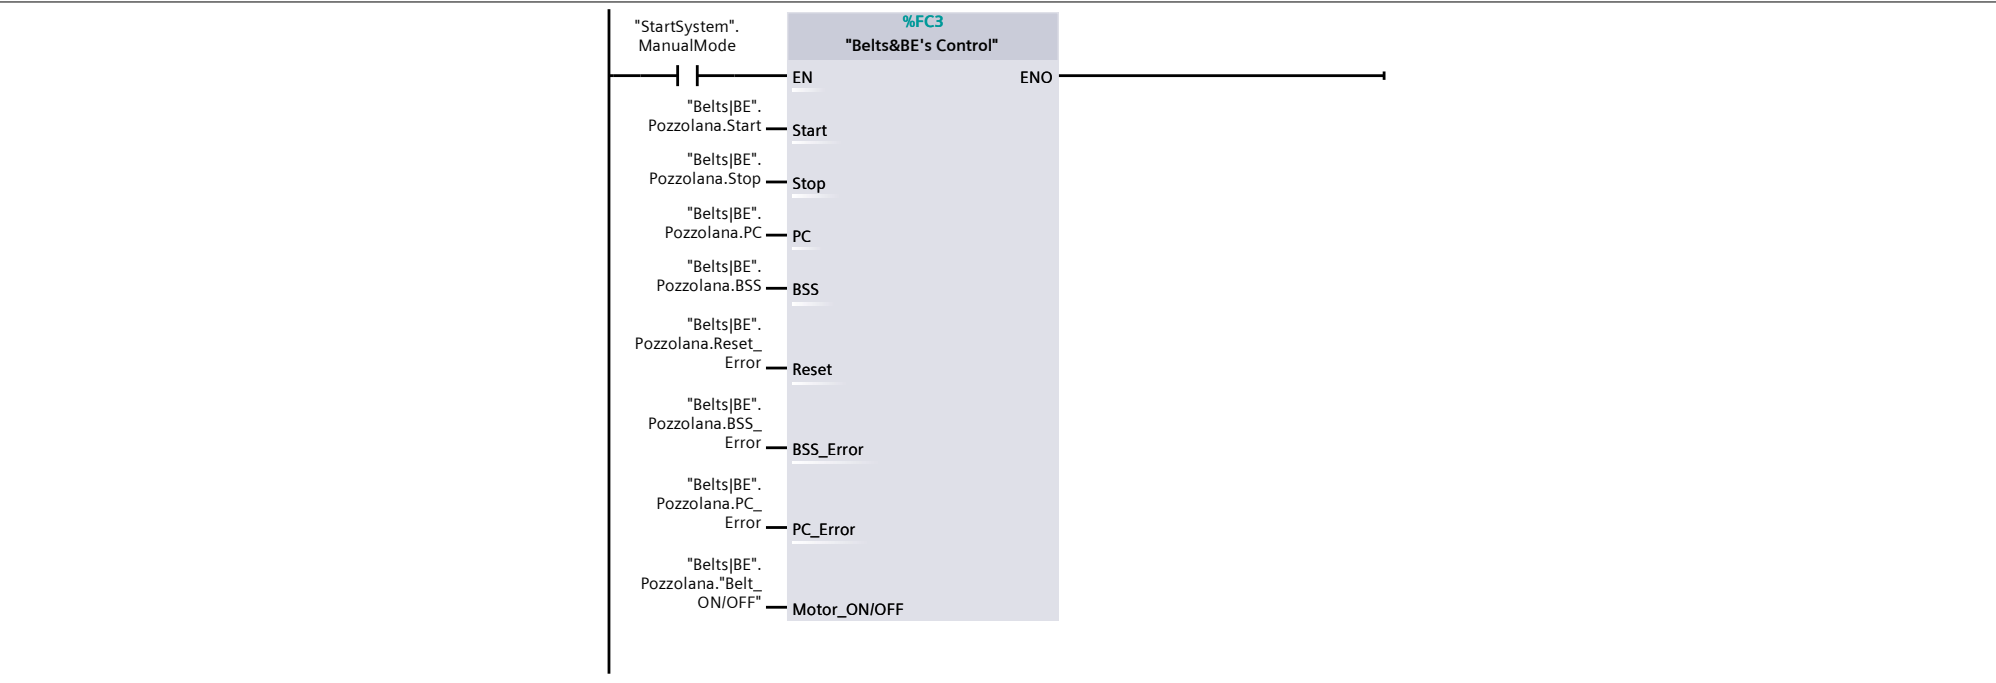 "StartSystem".
ManualMode
%FC3
"Belts&BE's Control"
EN
ENO
"Belts|BE".
Pozzolana.Start
Start
"Belts|BE".
Pozzolana.Stop
Stop
"Belts|BE".
Pozzolana.PC
PC
"Belts|BE".
Pozzolana.BSS
BSS
"Belts|BE".
Pozzolana.Reset_
Error
Reset
"Belts|BE".
Pozzolana.BSS_
Error
BSS_Error
"Belts|BE".
Pozzolana.PC_
Error
PC_Error
"Belts|BE".
Pozzolana."Belt_
ON/OFF"
Motor_ON/OFF